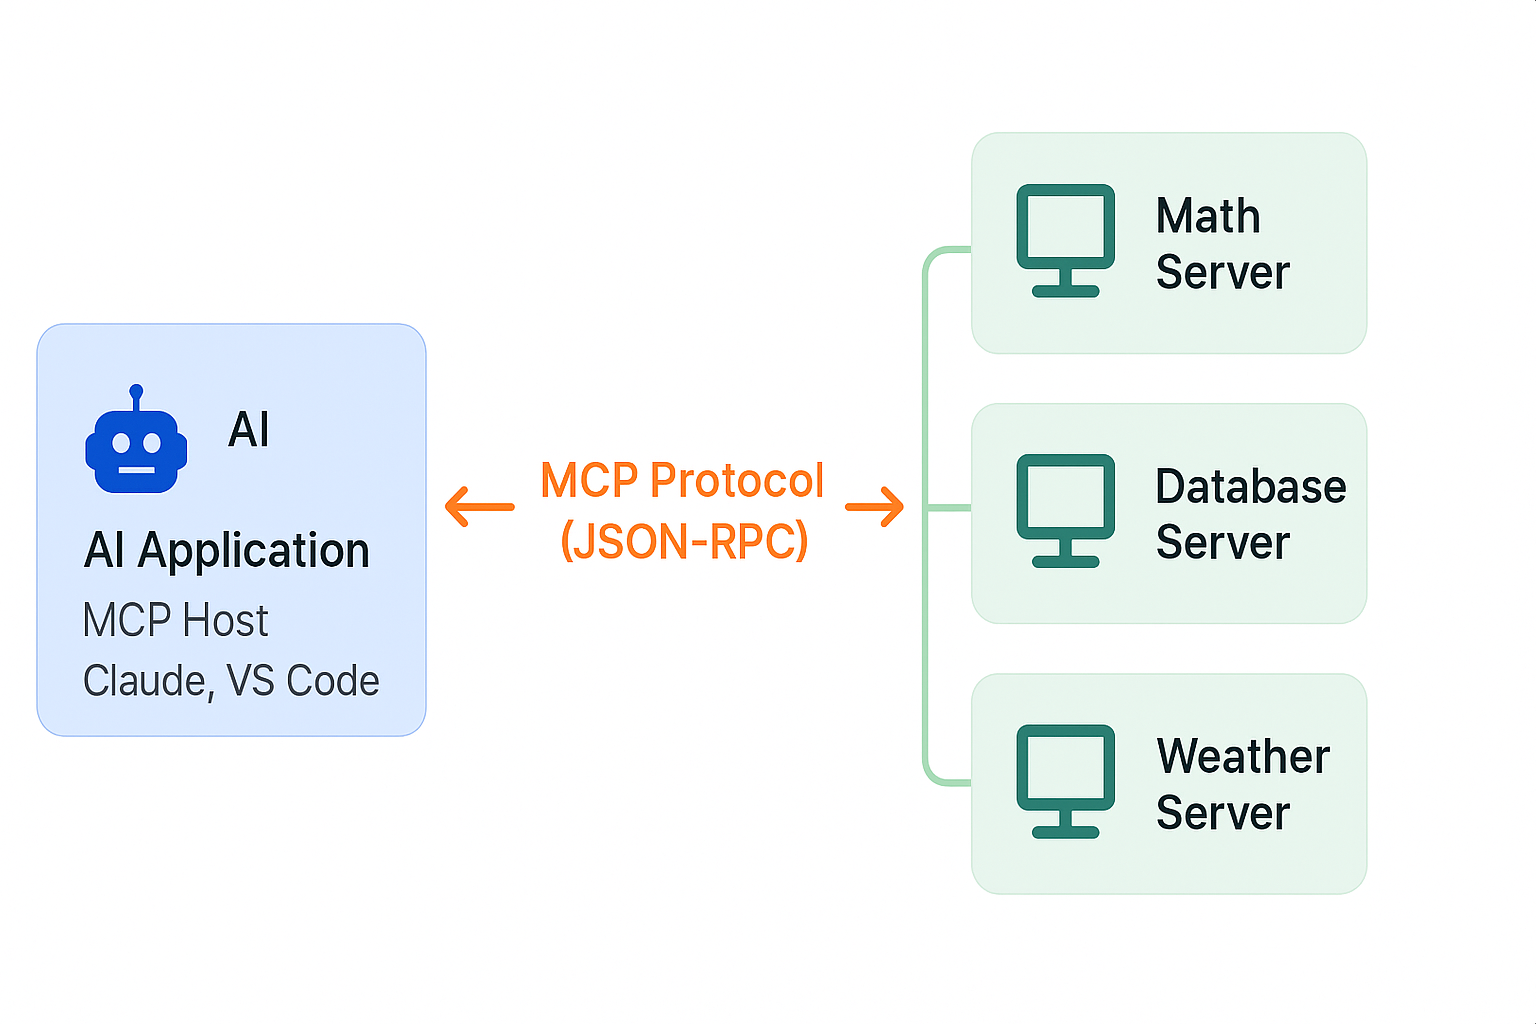 AI
AI Application
MCP Host
Claude, VS Code
MCP Protocol
(JSON-RPC)
Math
Server
Database
Server
Weather
Server